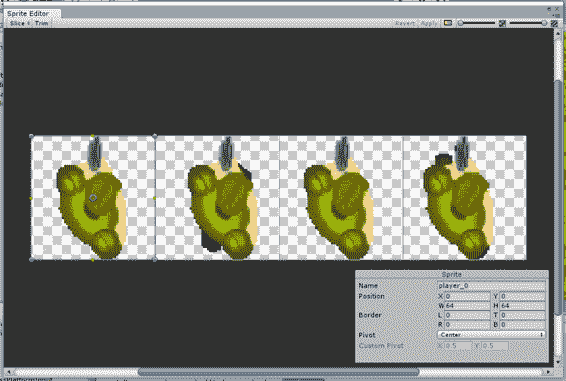 Sprite Editor
Slice Trim
Revert Apply
Sprite
Name player_0
Position X 0 Y 0
W 64 H 64
Border L 0 T 0
R 0 B 0
Pivot Center
Custom Pivot X 0.5 Y 0.5